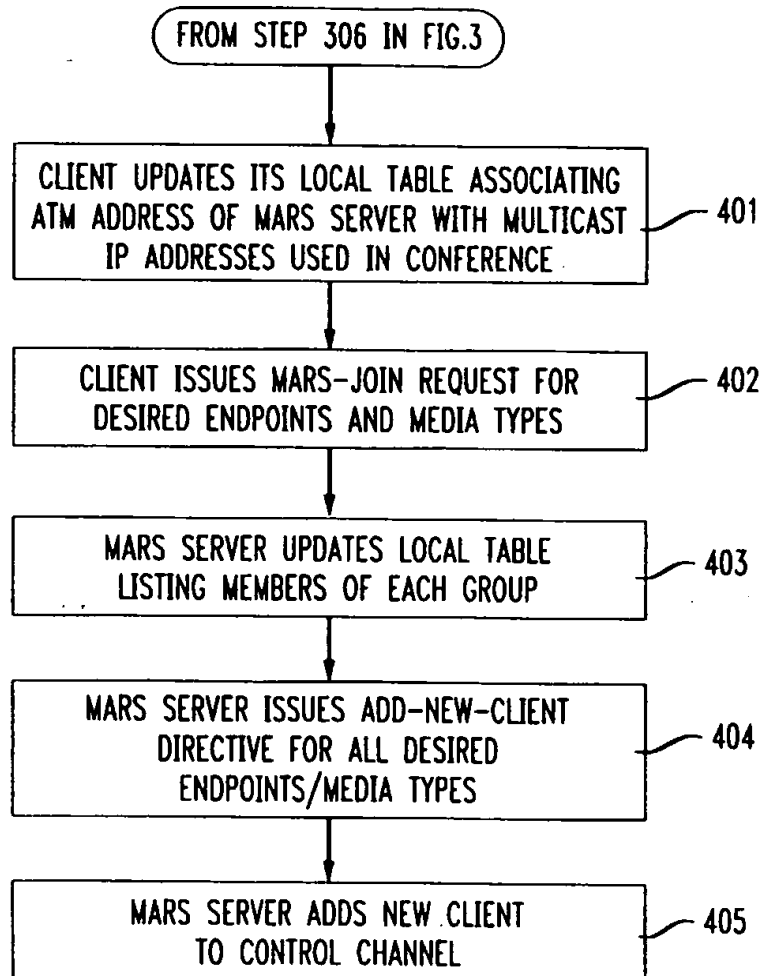 FROM STEP 306 IN FIG.3
CLIENT UPDATES ITS LOCAL TABLE ASSOCIATING
ATM ADDRESS OF MARS SERVER WITH MULTICAST
IP ADDRESSES USED IN CONFERENCE
401
CLIENT ISSUES MARS-JOIN REQUEST FOR
DESIRED ENDPOINTS AND MEDIA TYPES
402
MARS SERVER UPDATES LOCAL TABLE
LISTING MEMBERS OF EACH GROUP
403
MARS SERVER ISSUES ADD-NEW-CLIENT
DIRECTIVE FOR ALL DESIRED
ENDPOINTS/MEDIA TYPES
404
MARS SERVER ADDS NEW CLIENT
TO CONTROL CHANNEL
405